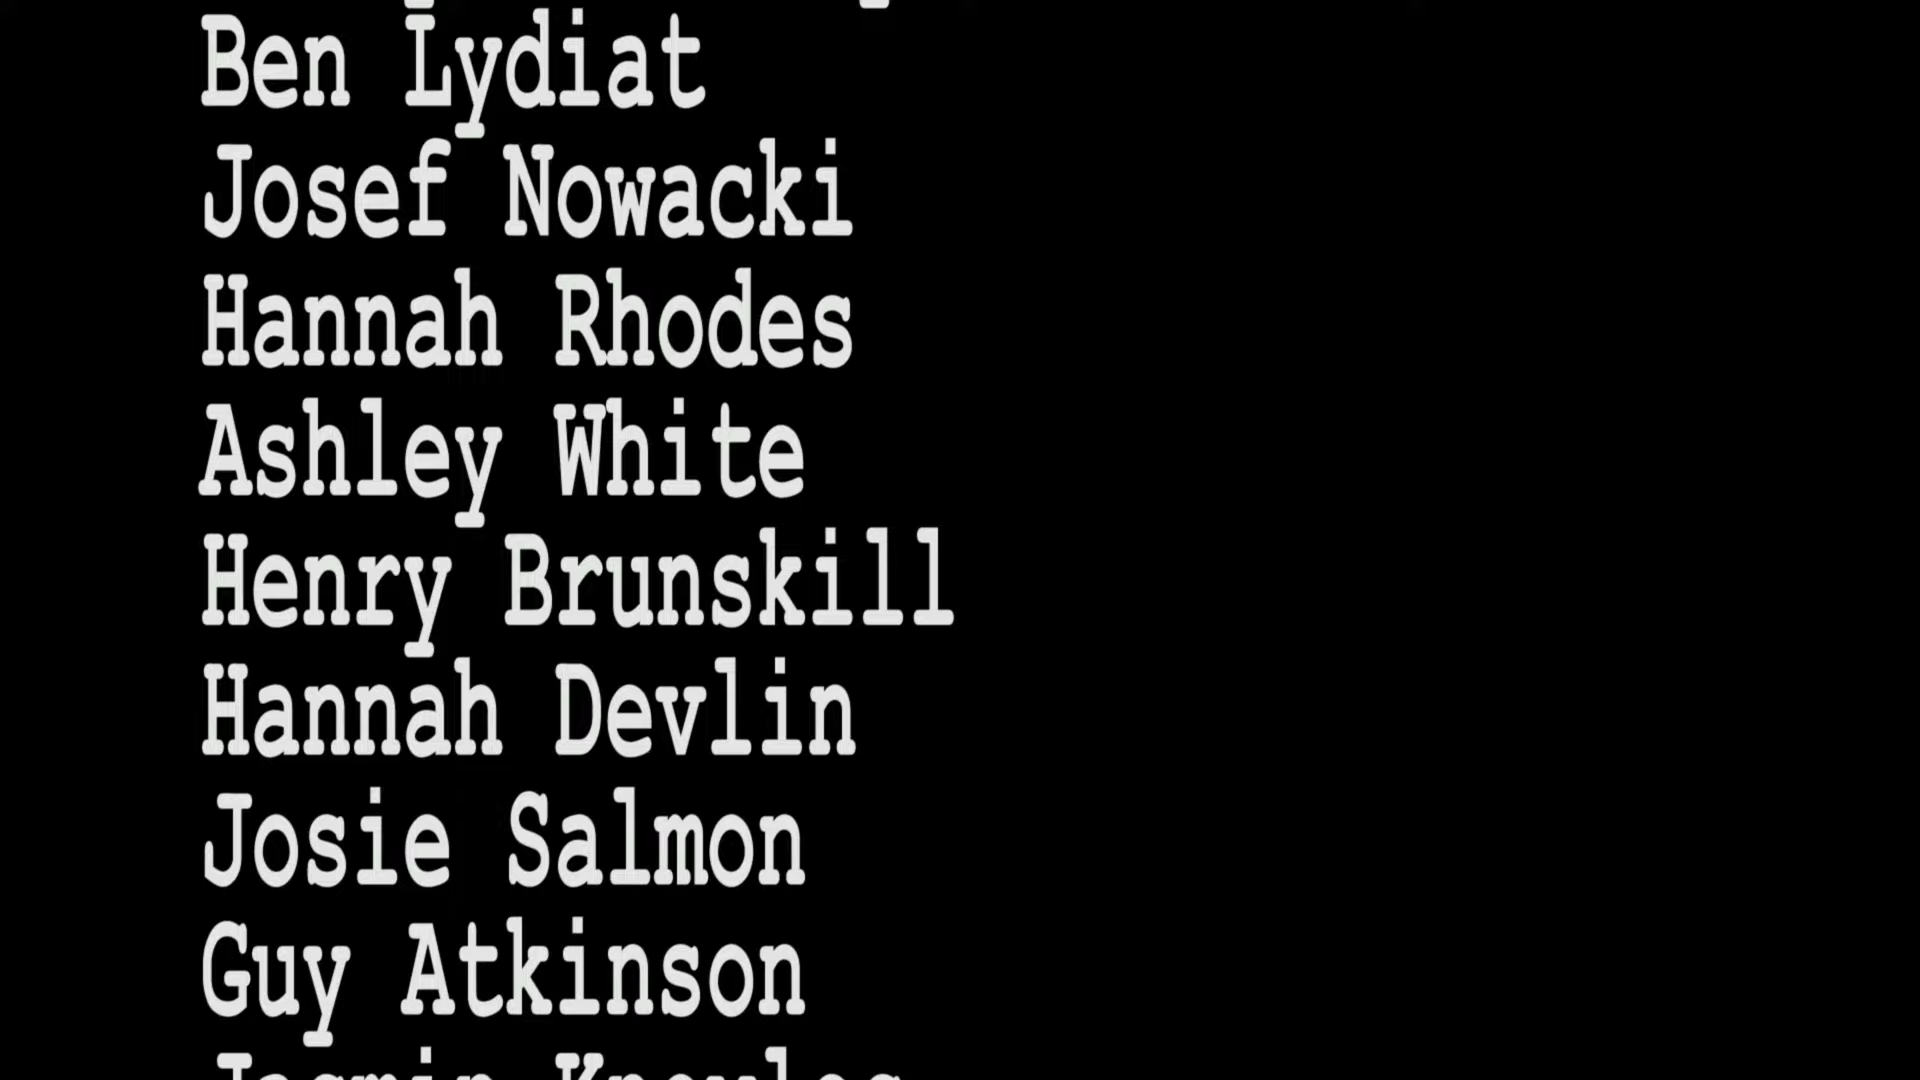 Ben Lydiat
Josef Nowacki
Hannah Rhodes
Ashley White
Henry Brunskill
Hannah Devlin
Josie Salmon
Guy Atkinson